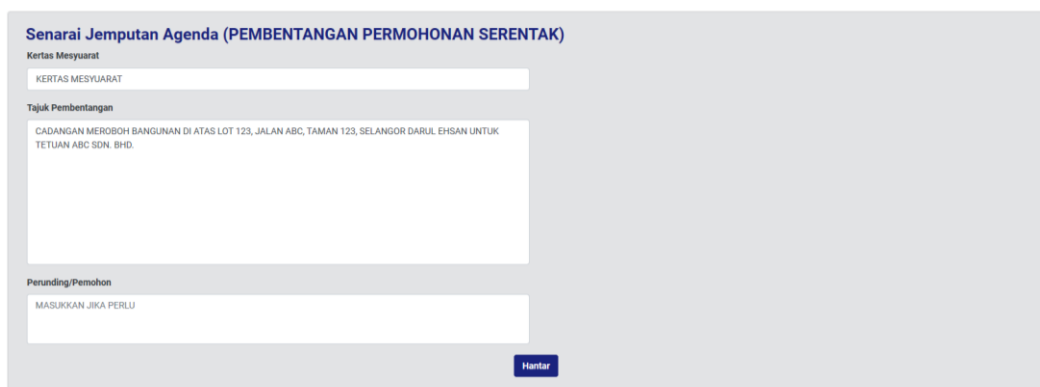 Senarai Jemputan Agenda (PEMBENTANGAN PERMOHONAN SERENTAK)
Kertas Mesyuarat
KERTAS MESYUARAT
Tajuk Pembentangan
CADANGAN MEROBOH BANGUNAN DI ATAS LOT 123, JALAN ABC, TAMAN 123, SELANGOR DARUL EHSAN UNTUK
TETUAN ABC SDN. BHD.
Perunding/Pemohon
MASUKKAN JIKA PERLU
Hantar